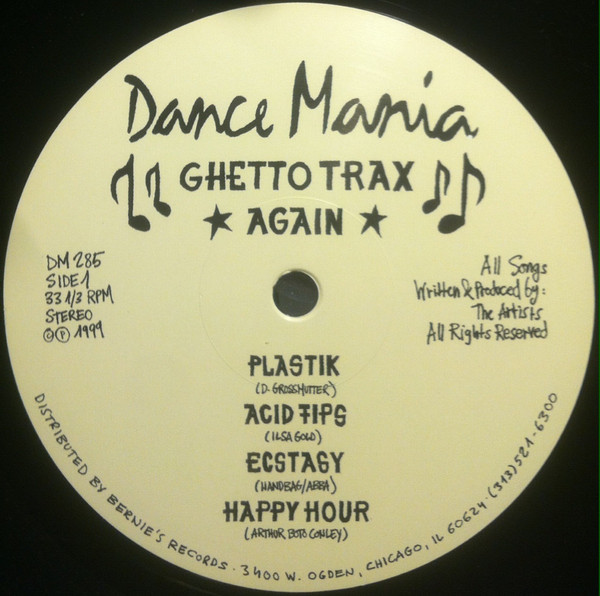 Dance Mania
GHETTO TRAX
AGAIN
DM 285
SIDE 1
33 1/3 RPM
STEREO
© ℗ 1999
All Songs
Written & Produced by:
The Artists
All Rights Reserved
PLASTIK
(D. GROSSMUTTER)
ACID TIPS
(ILSA GOLD)
ECSTASY
(HANDBAG/ABBA)
HAPPY HOUR
(ARTHUR BOTO CONLEY)
DISTRIBUTED BY BERNIE'S RECORDS · 3400 W. OGDEN, CHICAGO, IL 60624 · (313) 521-6300